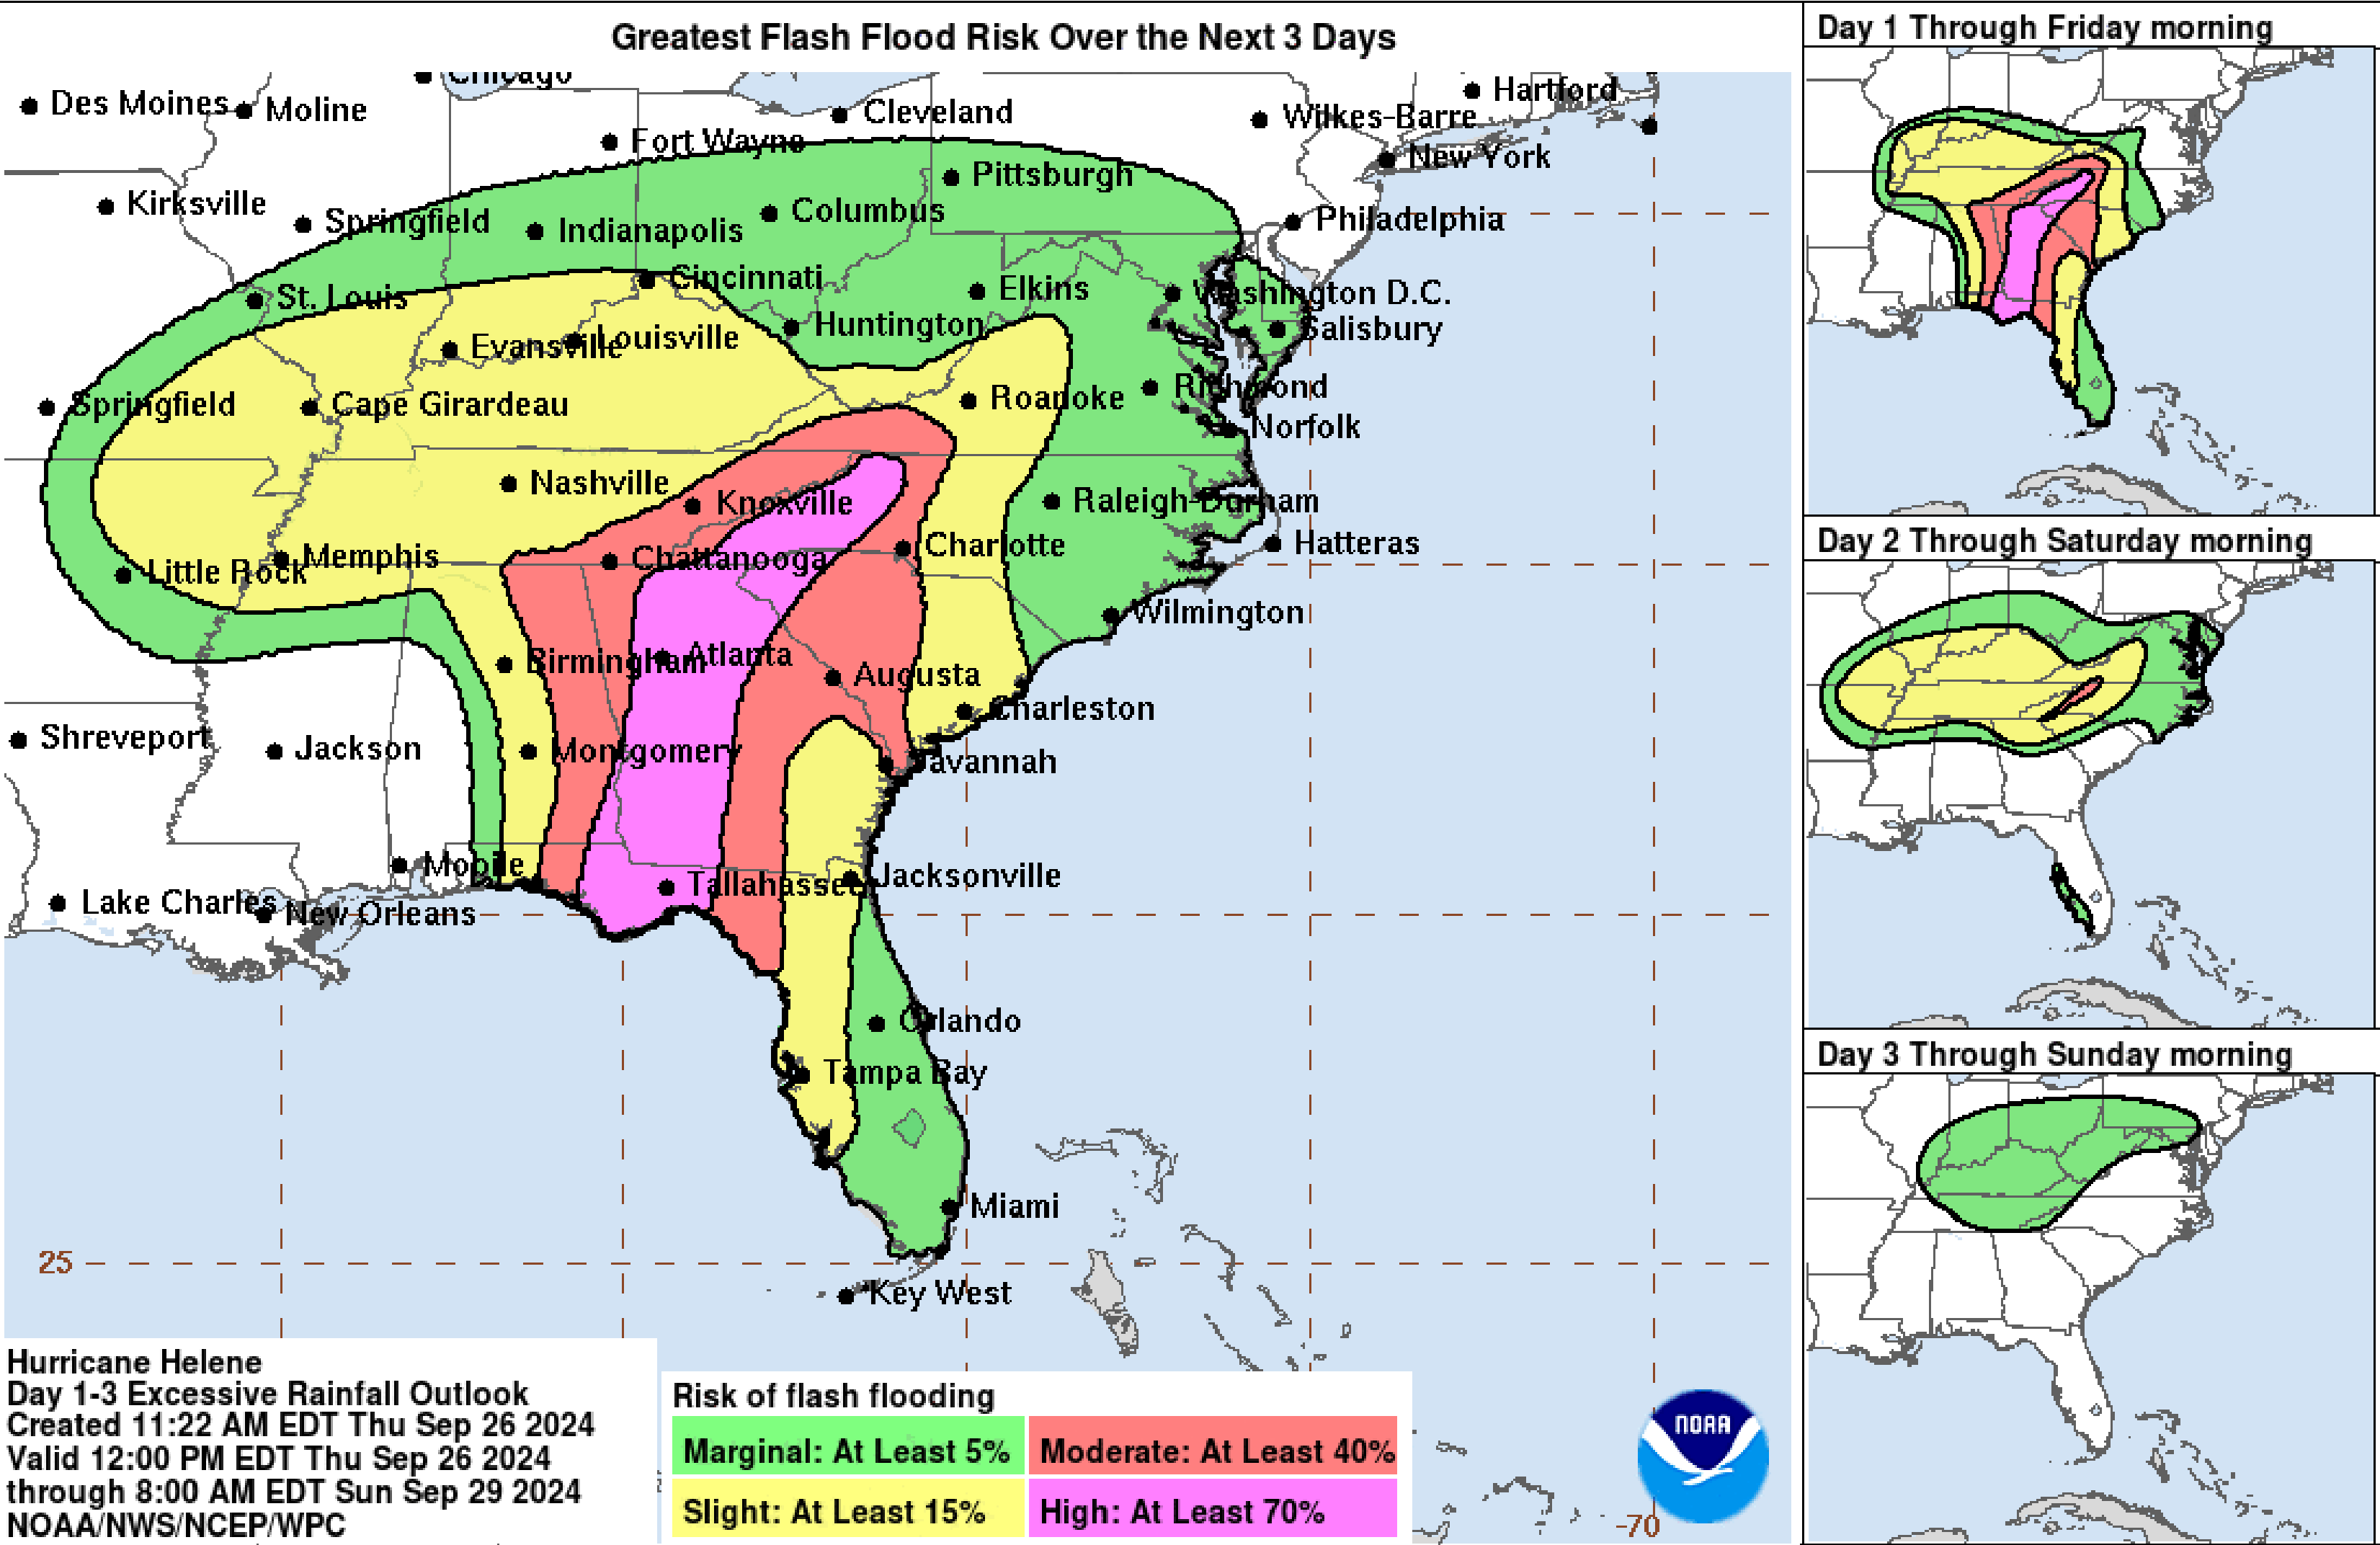 Greatest Flash Flood Risk Over the Next 3 Days
Chicago
Des Moines
Moline
Cleveland
Hartford
Wilkes-Barre
Fort Wayne
New York
Pittsburgh
Kirksville
Springfield
Columbus
Indianapolis
Philadelphia
Cincinnati
Elkins
St. Louis
Washington D.C.
Huntington
Salisbury
Evansville
Louisville
Springfield
Cape Girardeau
Roanoke
Richmond
Norfolk
Nashville
Knoxville
Raleigh-Durham
Hatteras
Memphis
Little Rock
Chattanooga
Charlotte
Wilmington
Birmingham
Atlanta
Augusta
Charleston
Shreveport
Jackson
Montgomery
Savannah
Mobile
Tallahassee
Jacksonville
Lake Charles
New Orleans
Orlando
Tampa Bay
Miami
25
Key West
-70
Hurricane Helene
Day 1-3 Excessive Rainfall Outlook
Created 11:22 AM EDT Thu Sep 26 2024
Valid 12:00 PM EDT Thu Sep 26 2024
through 8:00 AM EDT Sun Sep 29 2024
NOAA/NWS/NCEP/WPC
Risk of flash flooding
Marginal: At Least 5%
Moderate: At Least 40%
Slight: At Least 15%
High: At Least 70%
NOAA
Day 1 Through Friday morning
Day 2 Through Saturday morning
Day 3 Through Sunday morning